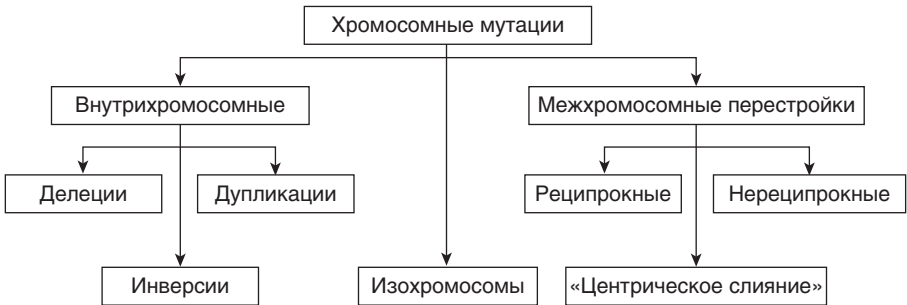 Хромосомные мутации
Внутрихромосомные
Межхромосомные перестройки
Делеции
Дупликации
Реципрокные
Нереципрокные
Инверсии
Изохромосомы
«Центрическое слияние»